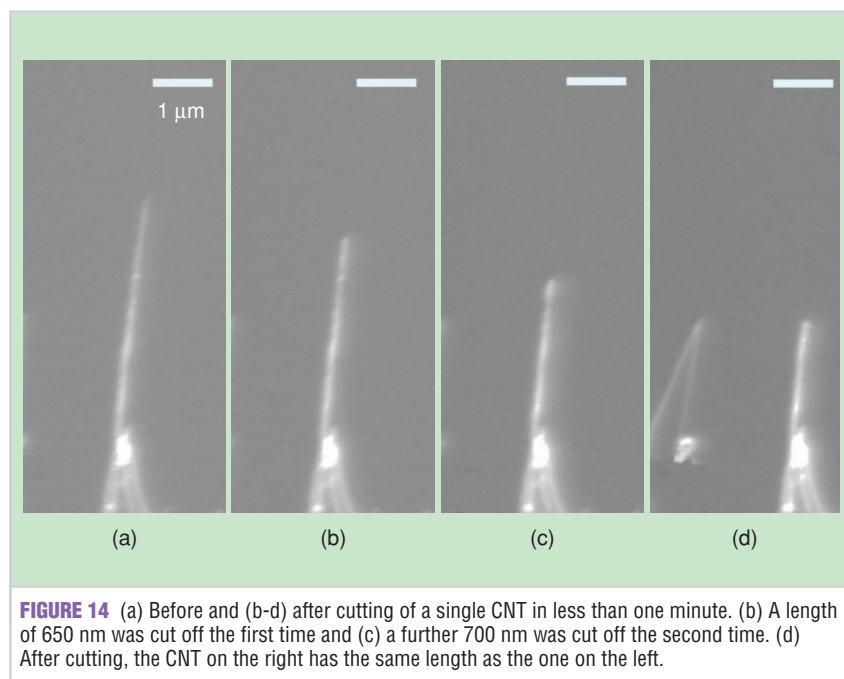 1 μm
(a) (b) (c) (d)
FIGURE 14 (a) Before and (b-d) after cutting of a single CNT in less than one minute. (b) A length
of 650 nm was cut off the first time and (c) a further 700 nm was cut off the second time. (d)
After cutting, the CNT on the right has the same length as the one on the left.